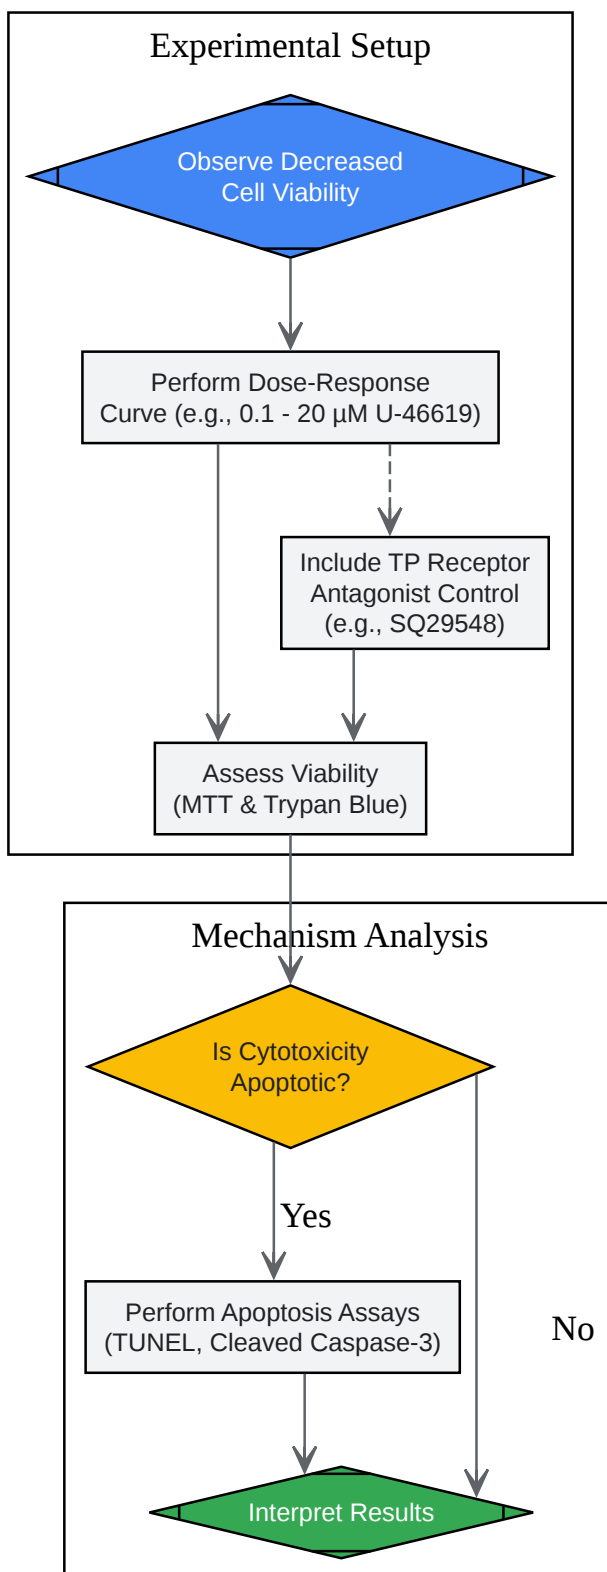 Experimental Setup
Observe Decreased
Cell Viability
Perform Dose-Response
Curve (e.g., 0.1 - 20 µM U-46619)
Include TP Receptor
Antagonist Control
(e.g., SQ29548)
Assess Viability
(MTT & Trypan Blue)
Mechanism Analysis
Is Cytotoxicity
Apoptotic?
Yes
Perform Apoptosis Assays
(TUNEL, Cleaved Caspase-3)
No
Interpret Results